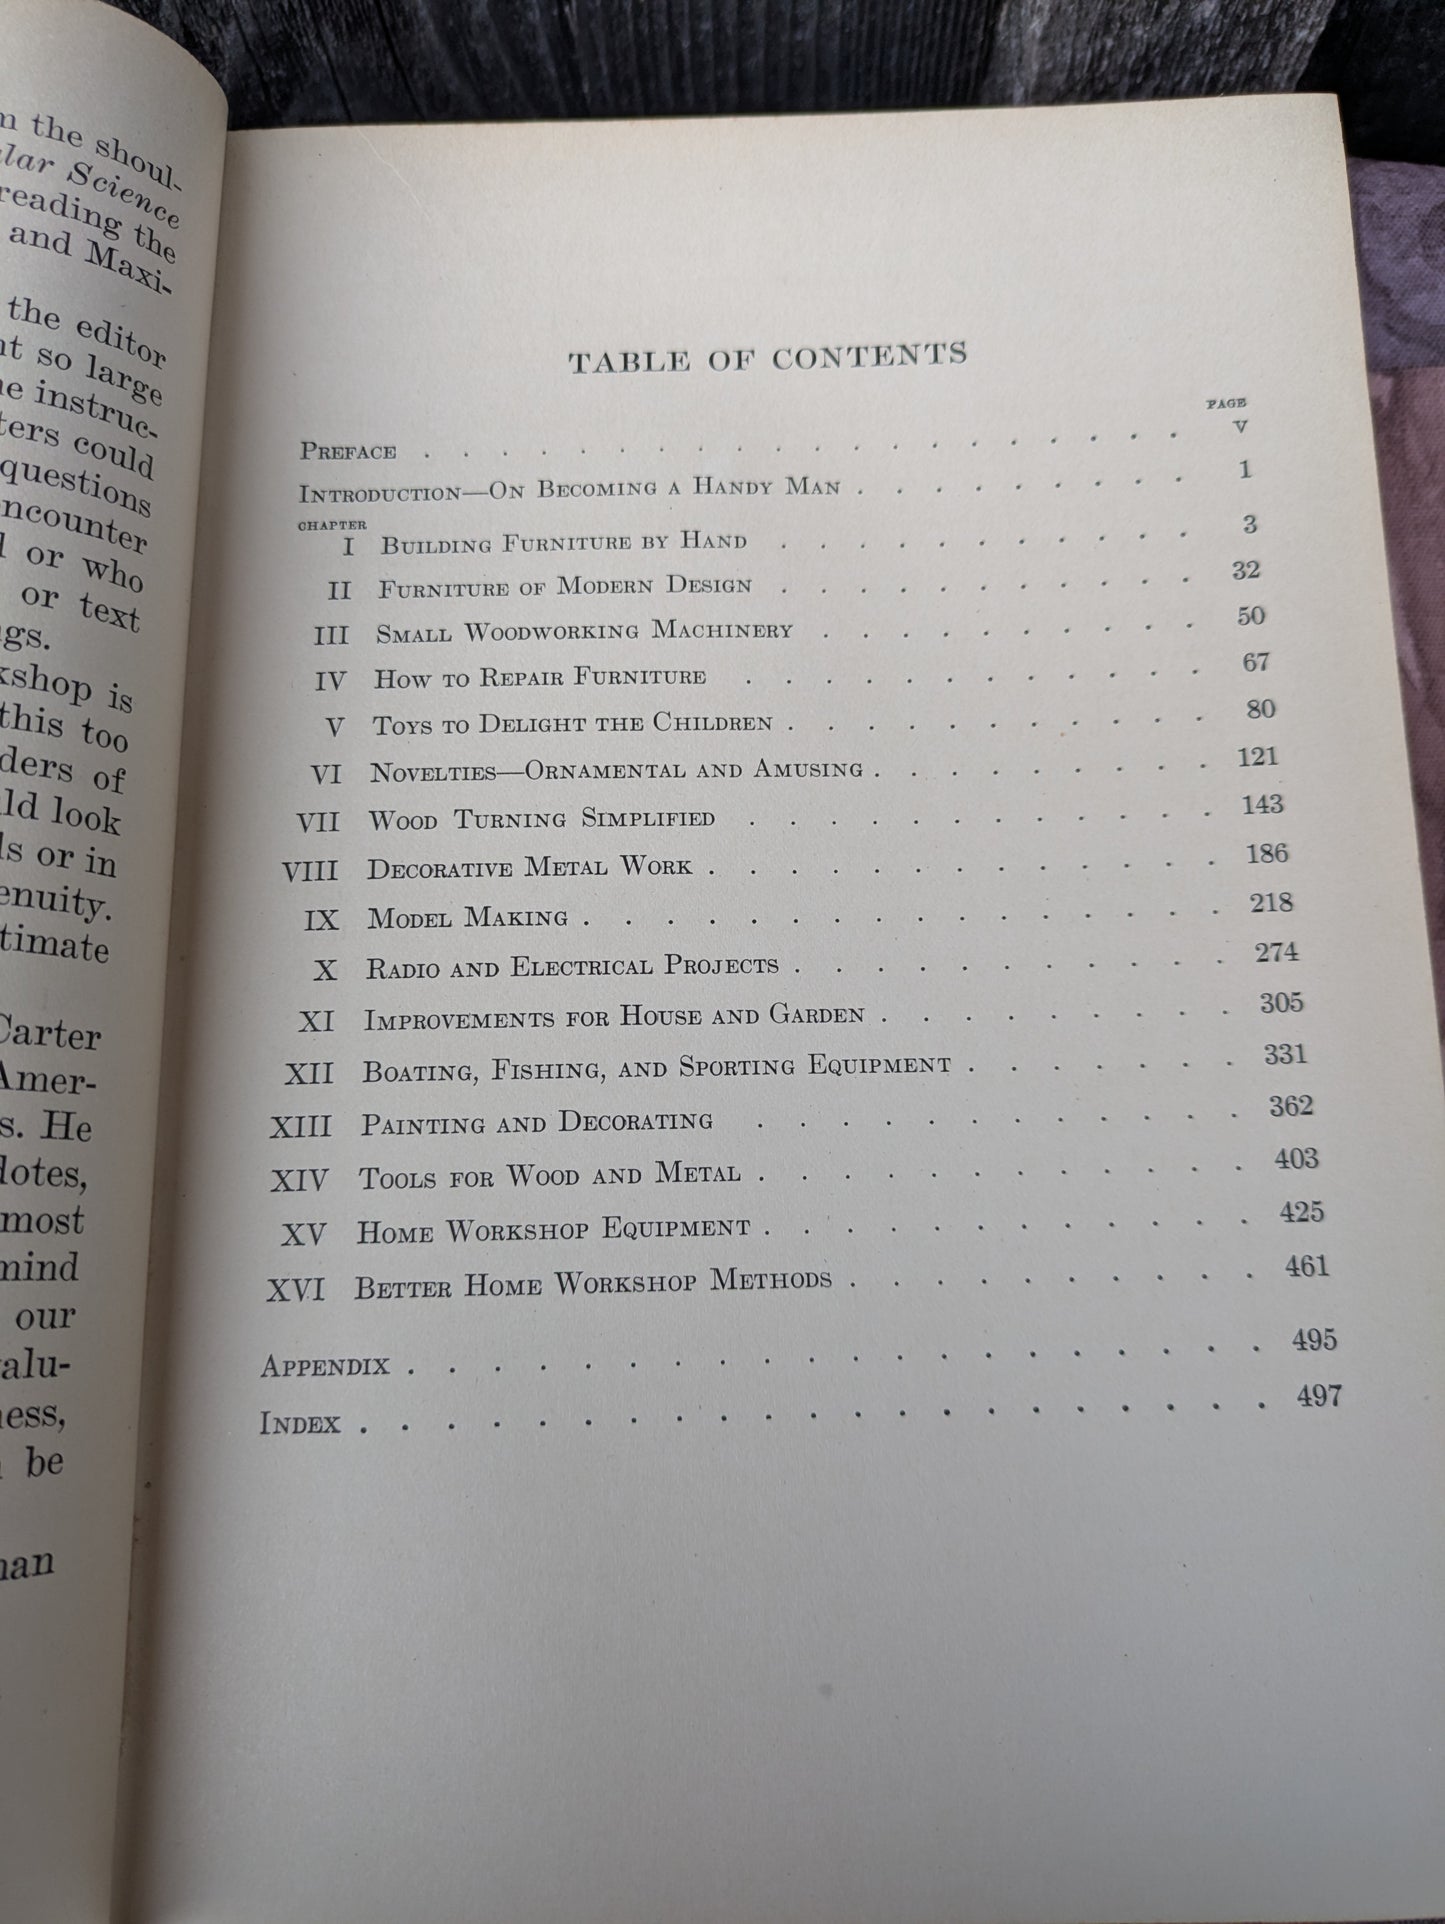 m the shoul-
lar Science
reading the
and Maxi-
the editor
nt so large
ne instruc-
ters could
questions
encounter
l or who
or text
gs.
kshop is
this too
ders of
ld look
ls or in
enuity.
timate
Carter
Amer-
s. He
dotes,
most
mind
our
valu-
ness,
be
man
TABLE OF CONTENTS
PAGE
PREFACE . . . . . . . . . . . . . . . . . . V
INTRODUCTION—ON BECOMING A HANDY MAN . . . . . . . . . 1
CHAPTER
I BUILDING FURNITURE BY HAND . . . . . . . . . . . 3
II FURNITURE OF MODERN DESIGN . . . . . . . . . . . 32
III SMALL WOODWORKING MACHINERY . . . . . . . . . . 50
IV HOW TO REPAIR FURNITURE . . . . . . . . . . . . 67
V TOYS TO DELIGHT THE CHILDREN . . . . . . . . . . . 80
VI NOVELTIES—ORNAMENTAL AND AMUSING . . . . . . . . . 121
VII WOOD TURNING SIMPLIFIED . . . . . . . . . . . . 143
VIII DECORATIVE METAL WORK . . . . . . . . . . . . . 186
IX MODEL MAKING . . . . . . . . . . . . . . . . 218
X RADIO AND ELECTRICAL PROJECTS . . . . . . . . . . . 274
XI IMPROVEMENTS FOR HOUSE AND GARDEN . . . . . . . . . 305
XII BOATING, FISHING, AND SPORTING EQUIPMENT . . . . . . . 331
XIII PAINTING AND DECORATING . . . . . . . . . . . . 362
XIV TOOLS FOR WOOD AND METAL . . . . . . . . . . . . 403
XV HOME WORKSHOP EQUIPMENT . . . . . . . . . . . . 425
XVI BETTER HOME WORKSHOP METHODS . . . . . . . . . . 461
APPENDIX . . . . . . . . . . . . . . . . . . . . 495
INDEX . . . . . . . . . . . . . . . . . . . . . 497